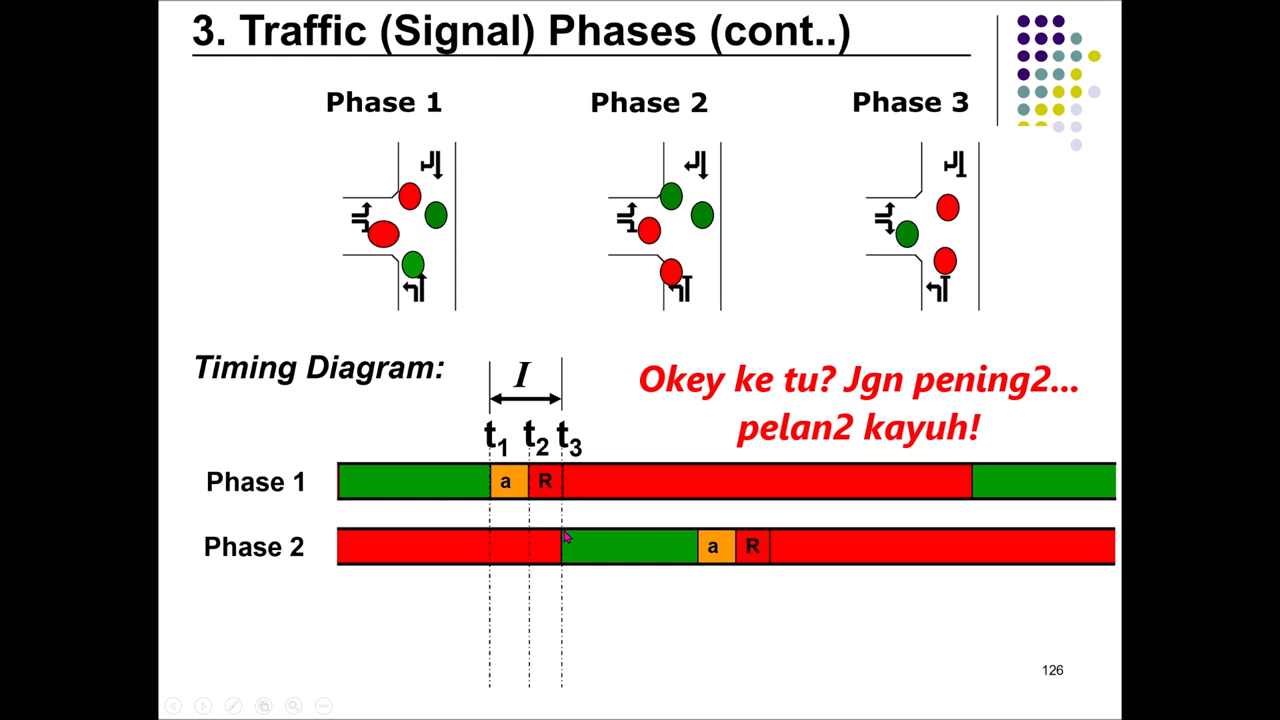 3. Traffic (Signal) Phases (cont..)
Phase 1 Phase 2 Phase 3
Timing Diagram:
I
Okey ke tu? Jgn pening2...
pelan2 kayuh!
t1 t2 t3
Phase 1 a R
Phase 2 a R
126